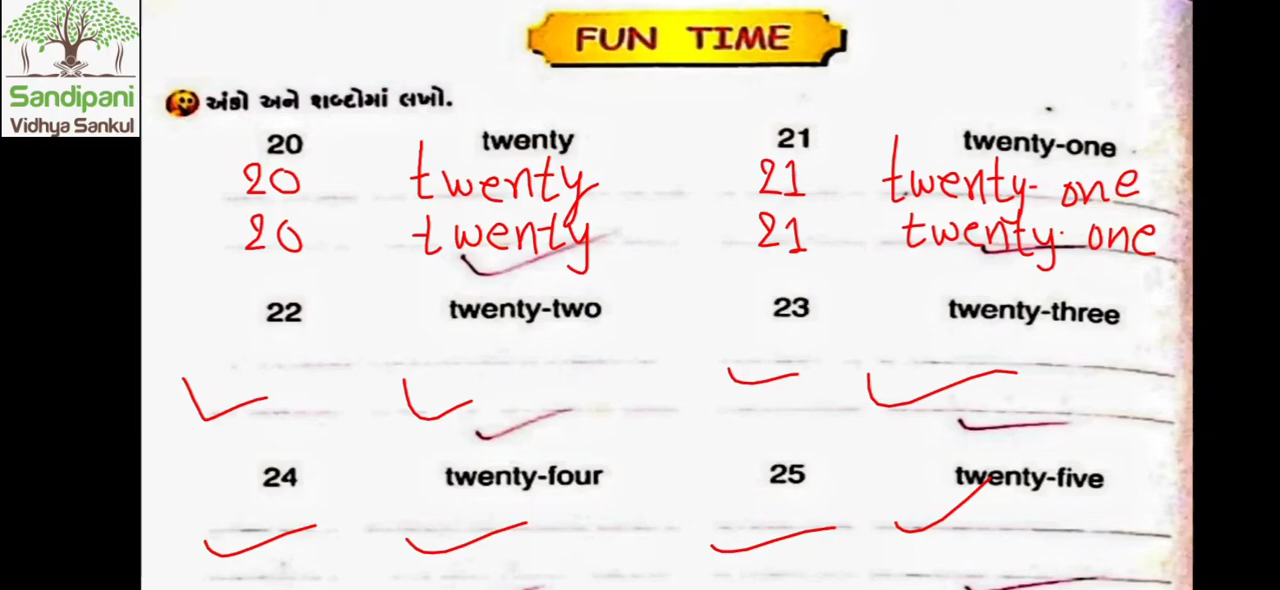 Sandipani
Vidhya Sankul
FUN TIME
અંકો અને શબ્દોમાં લખો.
20 twenty 21 twenty-one
20 twenty 21 twenty-one
20 twenty 21 twenty-one
22 twenty-two 23 twenty-three
24 twenty-four 25 twenty-five